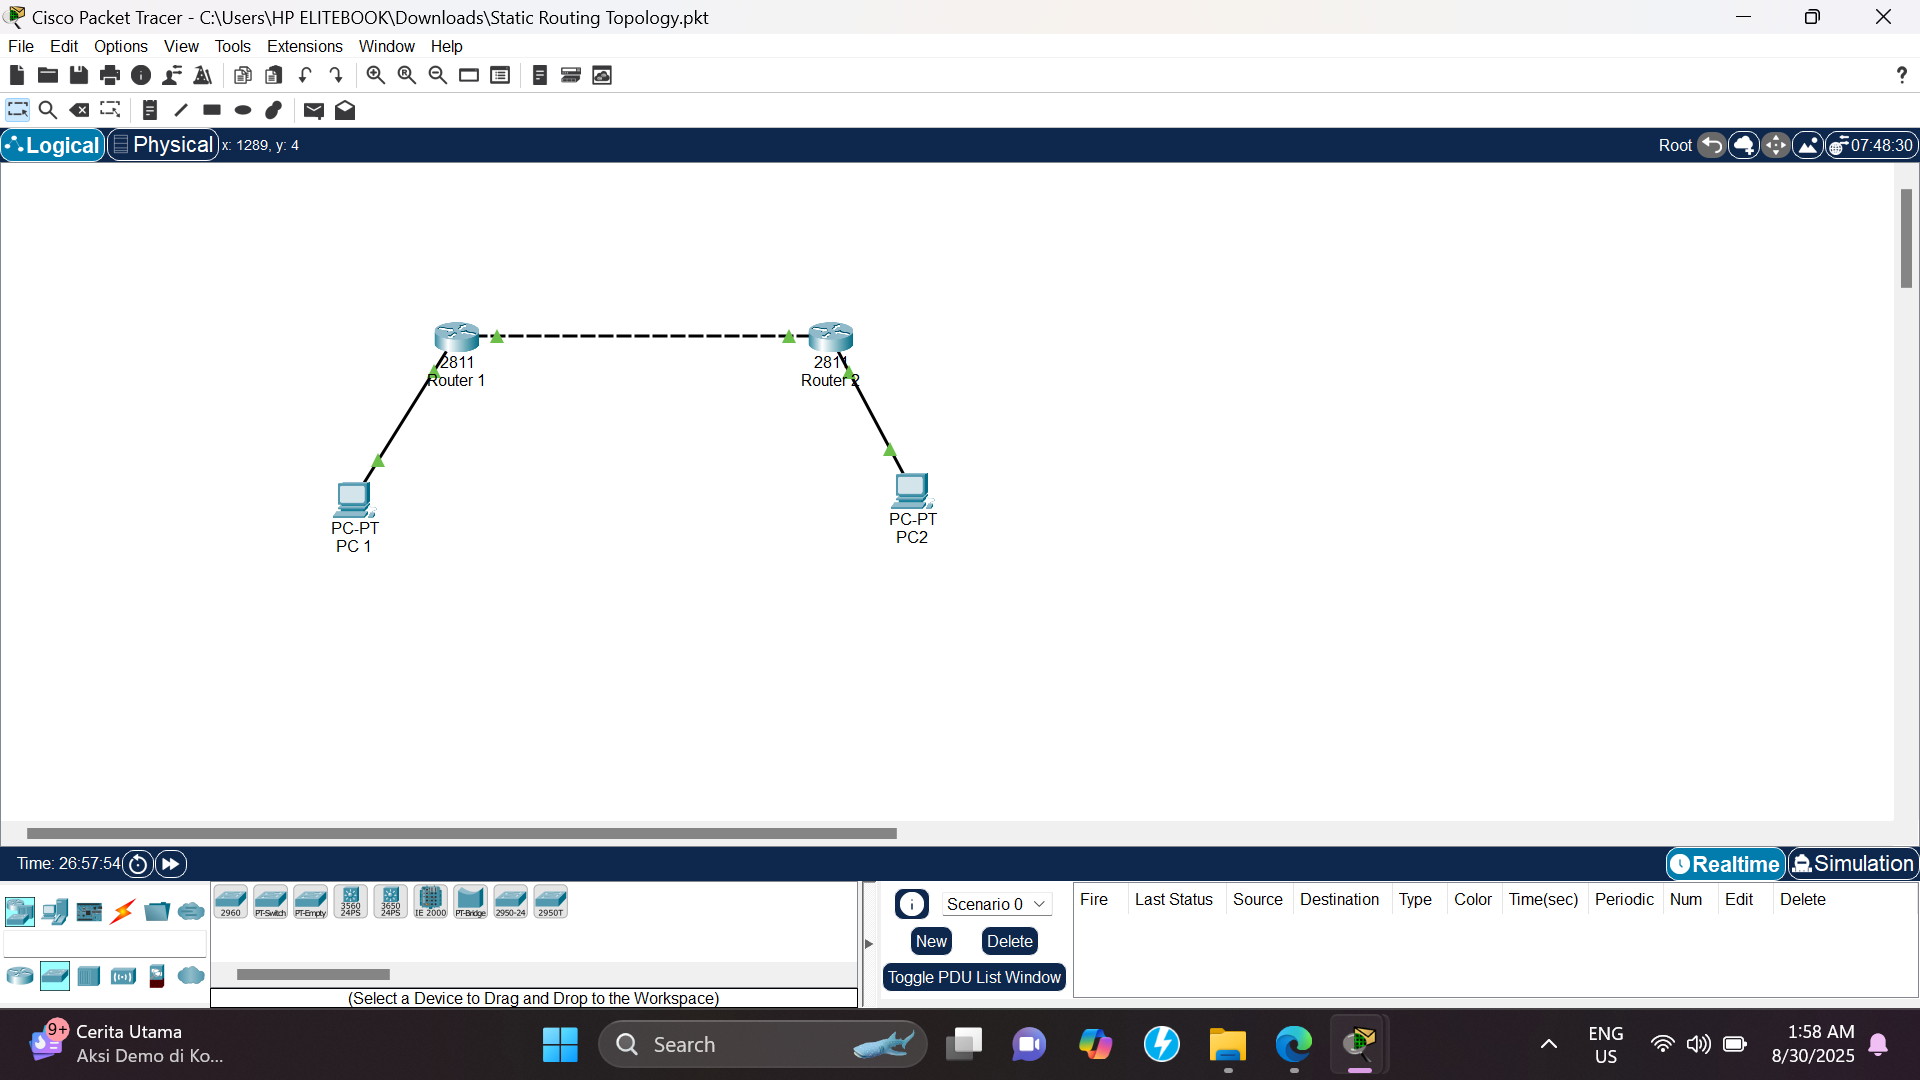 Cisco Packet Tracer - C:\Users\HP ELITEBOOK\Downloads\Static Routing Topology.pkt
File Edit Options View Tools Extensions Window Help
Logical Physical x: 1289, y: 4 Root 07:48:30
2811
Router 1
2811
Router 2
PC-PT
PC 1
PC-PT
PC2
Time: 26:57:54 Realtime Simulation
2960 PT-Switch PT-Empty 3560 24PS 3650 24PS IE 2000 PT-Bridge 2950-24 2950T
(Select a Device to Drag and Drop to the Workspace)
Scenario 0
New Delete
Toggle PDU List Window
Fire Last Status Source Destination Type Color Time(sec) Periodic Num Edit Delete
9+
Cerita Utama
Aksi Demo di Ko...
Search
ENG
US
1:58 AM
8/30/2025